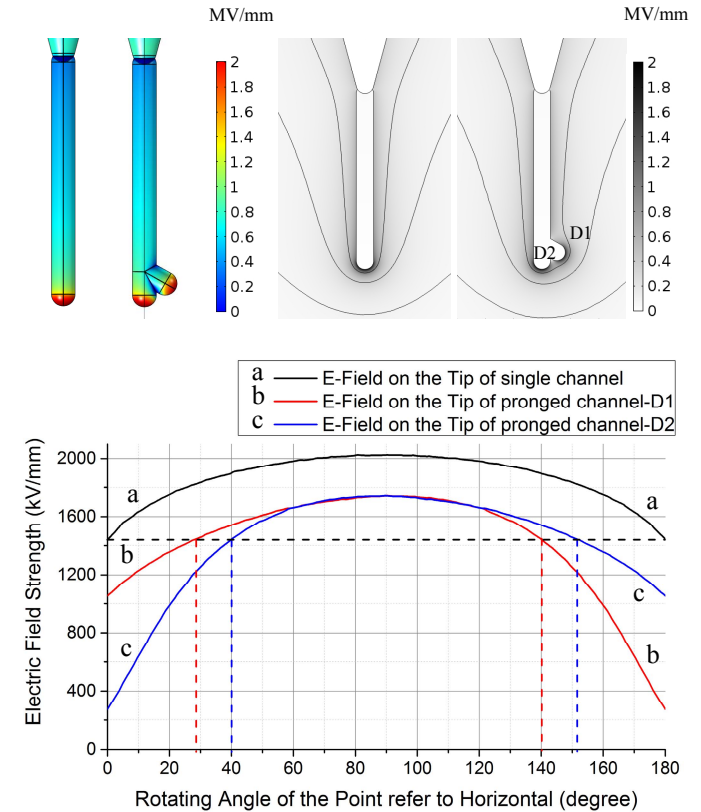 MV/mm
MV/mm
2
1.8
1.6
1.4
1.2
1
0.8
0.6
0.4
0.2
0
2
1.8
1.6
1.4
1.2
1
0.8
0.6
0.4
0.2
0
D1
D2
a E-Field on the Tip of single channel
b E-Field on the Tip of pronged channel-D1
c E-Field on the Tip of pronged channel-D2
Electric Field Strength (kV/mm)
2000
1600
1200
800
400
0
a a
b
c
c b
0 20 40 60 80 100 120 140 160 180
Rotating Angle of the Point refer to Horizontal (degree)